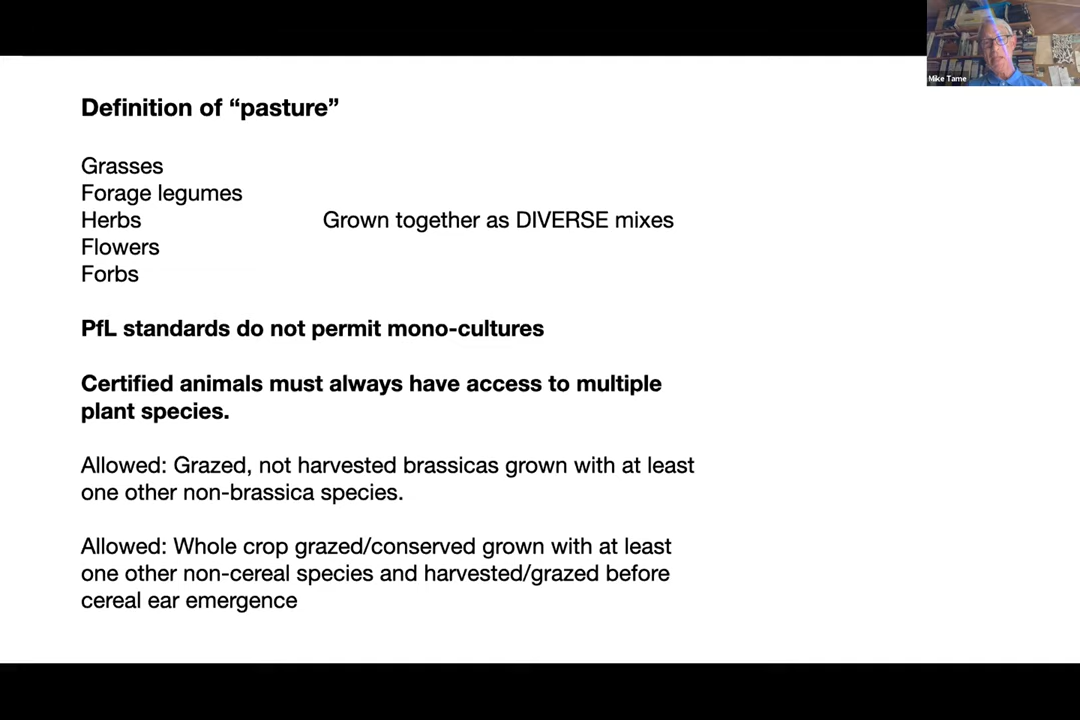 Mike Tame
Definition of “pasture”
Grasses
Forage legumes
Herbs
Grown together as DIVERSE mixes
Flowers
Forbs
PfL standards do not permit mono-cultures
Certified animals must always have access to multiple
plant species.
Allowed: Grazed, not harvested brassicas grown with at least
one other non-brassica species.
Allowed: Whole crop grazed/conserved grown with at least
one other non-cereal species and harvested/grazed before
cereal ear emergence